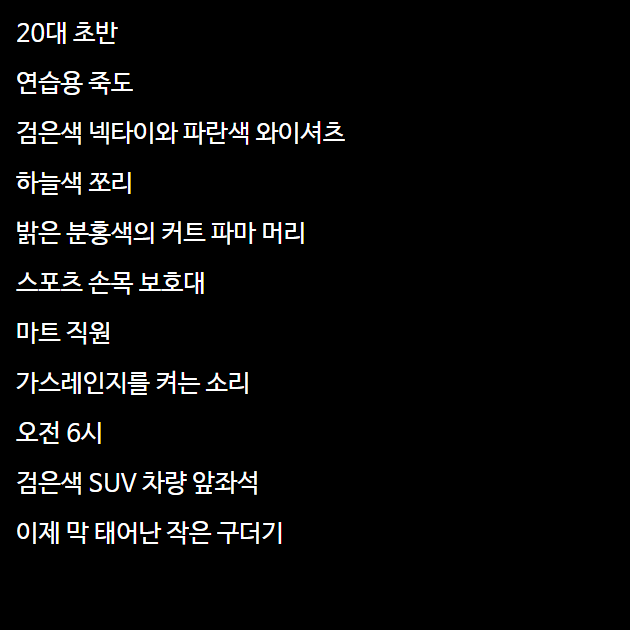 20대 초반
연습용 죽도
검은색 넥타이와 파란색 와이셔츠
하늘색 쪼리
밝은 분홍색의 커트 파마 머리
스포츠 손목 보호대
마트 직원
가스레인지를 켜는 소리
오전 6시
검은색 SUV 차량 앞좌석
이제 막 태어난 작은 구더기